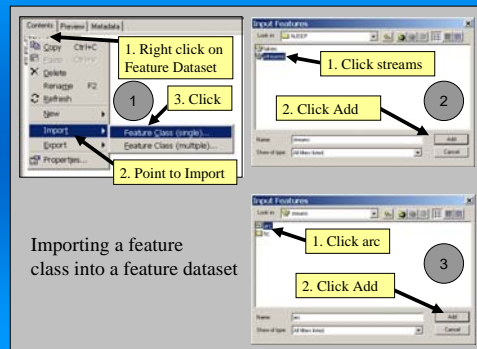 Contents Preview Metadata
Copy Ctrl+C
Delete
Rename F2
Refresh
New
Import
Export
Properties...
Feature Class (single)...
Feature Class (multiple)...
1. Right click on
Feature Dataset
1
3. Click
2. Point to Import
Input Features
Look in:
streams
1. Click streams
2
2. Click Add
Name: streams Add
Show of type: All filters listed. Cancel
Importing a feature
class into a feature dataset
Input Features
Look in: streams
arc
1. Click arc
3
2. Click Add
Name: arc Add
Show of type: All filters listed. Cancel